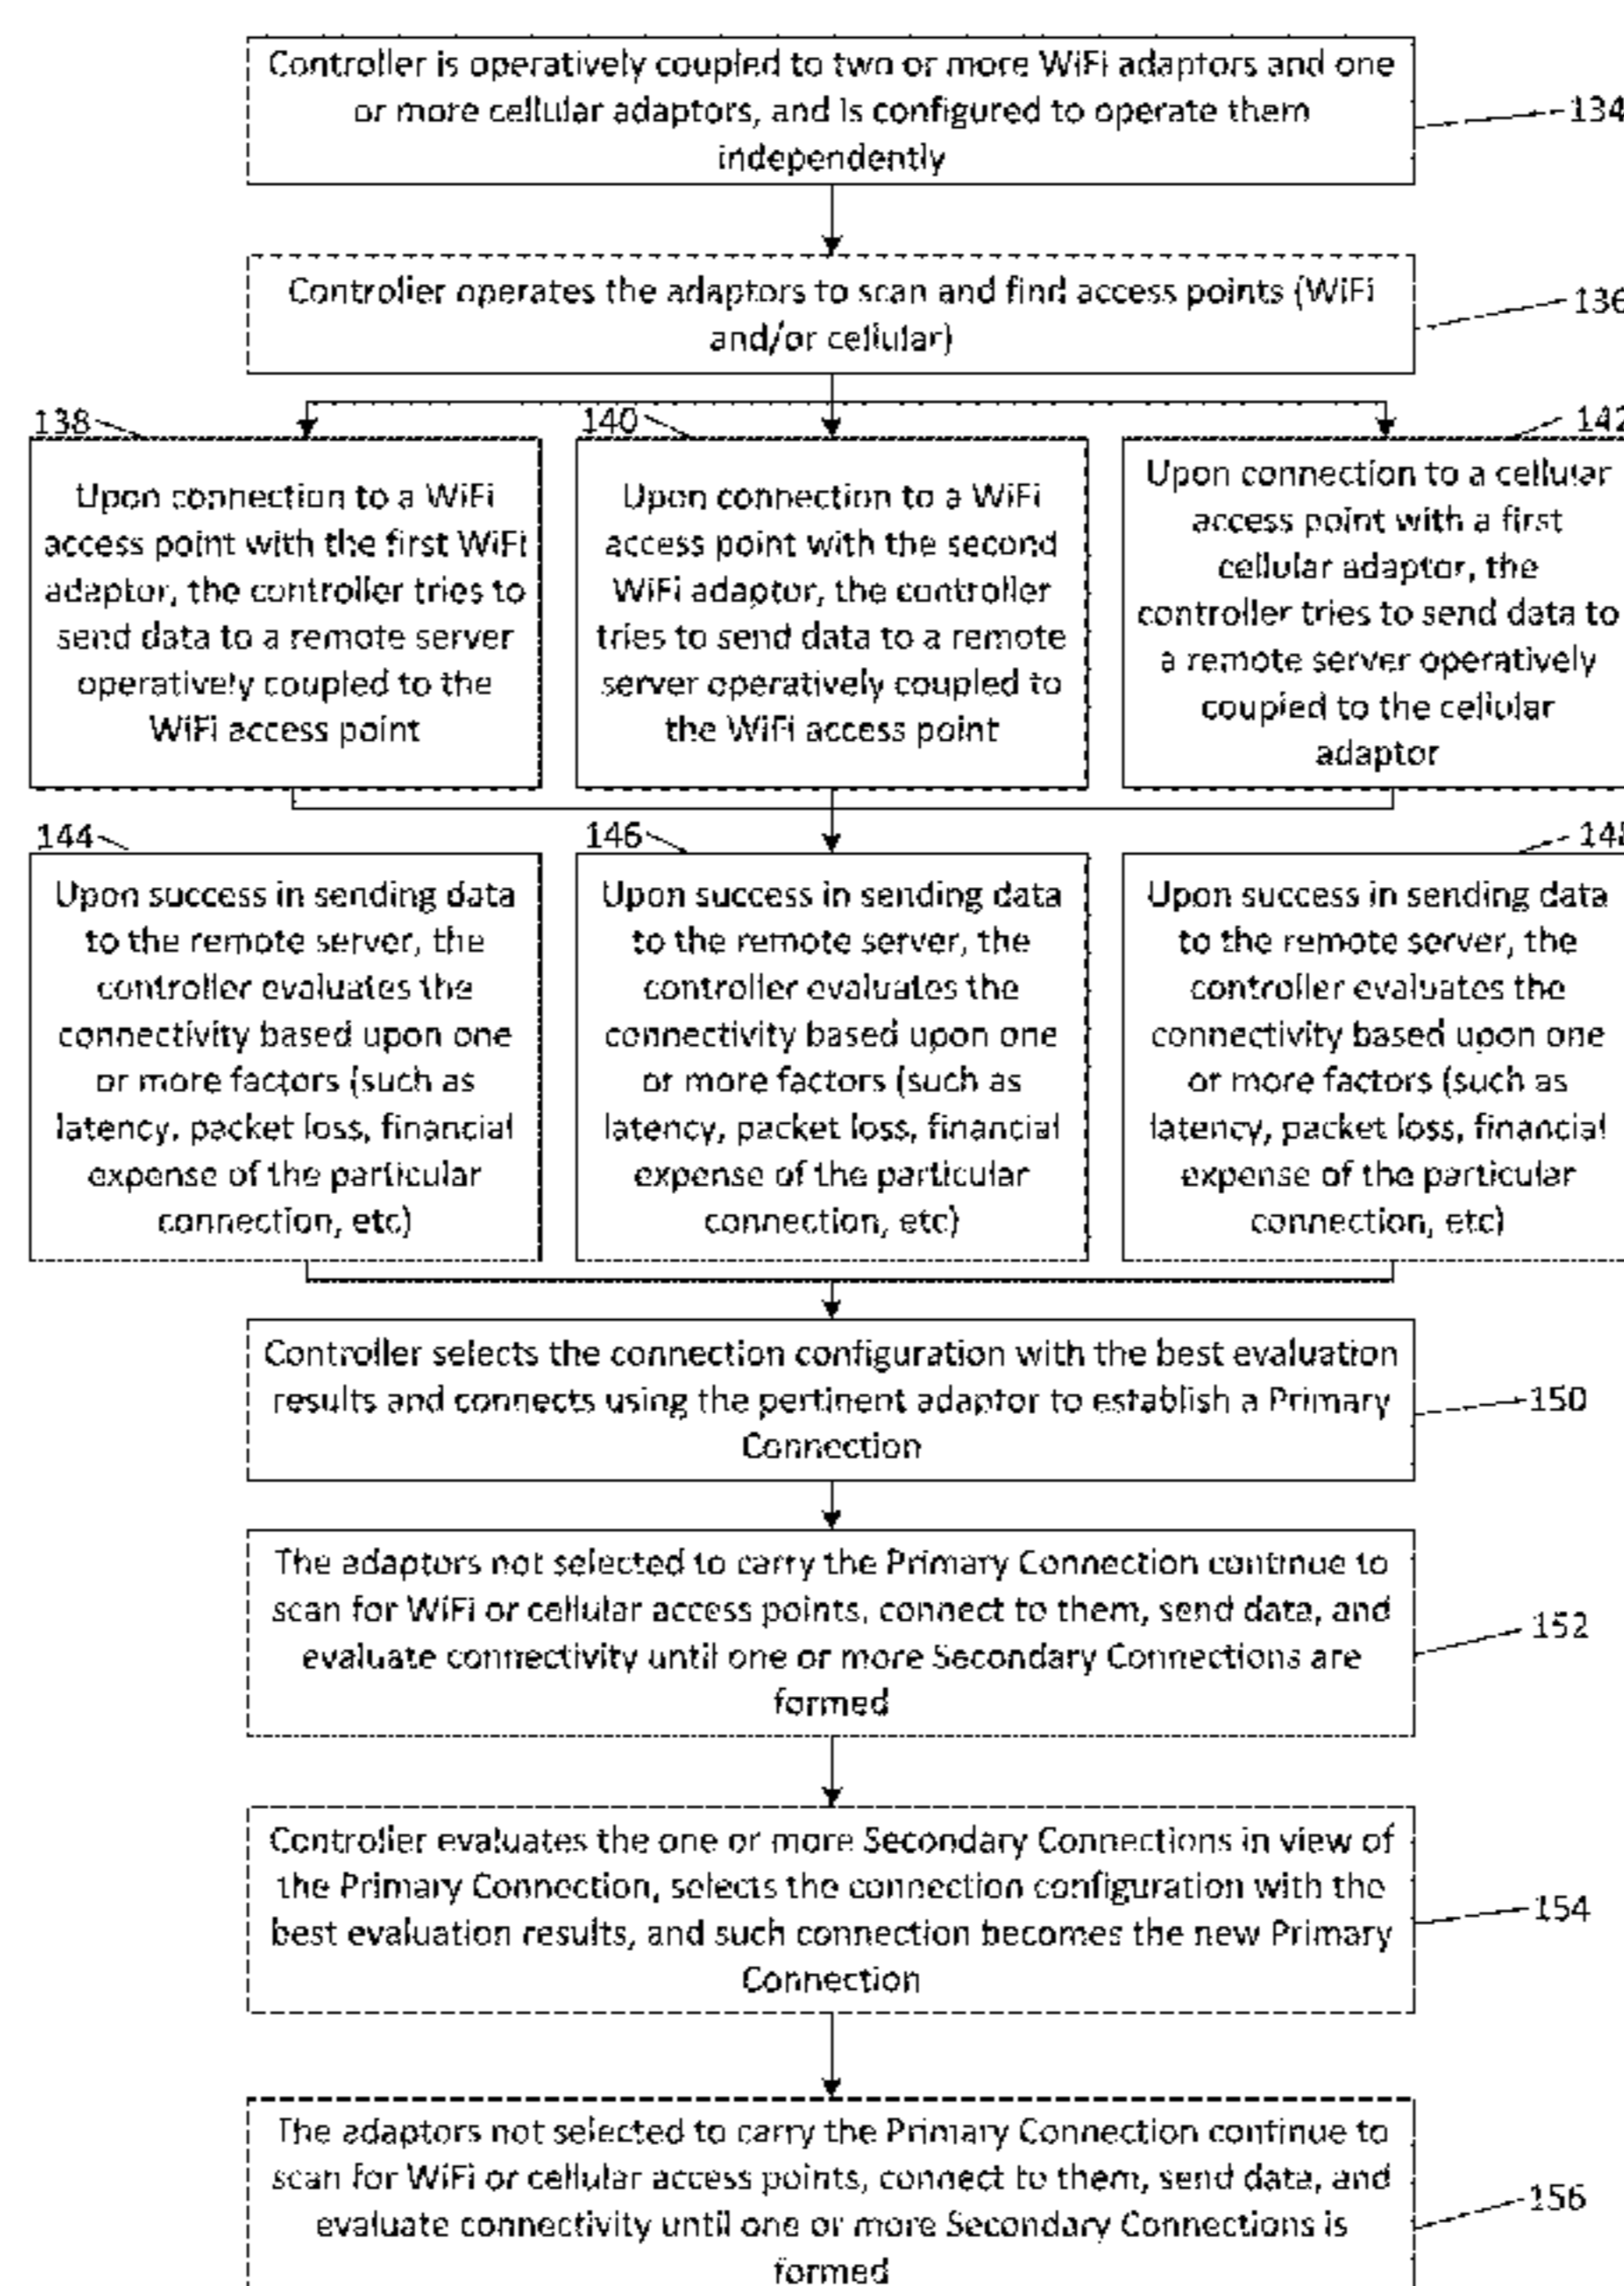 Controller is operatively coupled to two or more WiFi adaptors and one
or more cellular adaptors, and is configured to operate them
independently
134
Controller operates the adaptors to scan and find access points (WiFi
and/or cellular)
136
138
Upon connection to a WiFi
access point with the first WiFi
adaptor, the controller tries to
send data to a remote server
operatively coupled to the
WiFi access point
140
Upon connection to a WiFi
access point with the second
WiFi adaptor, the controller
tries to send data to a remote
server operatively coupled to
the WiFi access point
142
Upon connection to a cellular
access point with a first
cellular adaptor, the
controller tries to send data to
a remote server operatively
coupled to the cellular
adaptor
144
Upon success in sending data
to the remote server, the
controller evaluates the
connectivity based upon one
or more factors (such as
latency, packet loss, financial
expense of the particular
connection, etc)
146
Upon success in sending data
to the remote server, the
controller evaluates the
connectivity based upon one
or more factors (such as
latency, packet loss, financial
expense of the particular
connection, etc)
148
Upon success in sending data
to the remote server, the
controller evaluates the
connectivity based upon one
or more factors (such as
latency, packet loss, financial
expense of the particular
connection, etc)
Controller selects the connection configuration with the best evaluation
results and connects using the pertinent adaptor to establish a Primary
Connection
150
The adaptors not selected to carry the Primary Connection continue to
scan for WiFi or cellular access points, connect to them, send data, and
evaluate connectivity until one or more Secondary Connections are
formed
152
Controller evaluates the one or more Secondary Connections in view of
the Primary Connection, selects the connection configuration with the
best evaluation results, and such connection becomes the new Primary
Connection
154
The adaptors not selected to carry the Primary Connection continue to
scan for WiFi or cellular access points, connect to them, send data, and
evaluate connectivity until one or more Secondary Connections is
formed
156